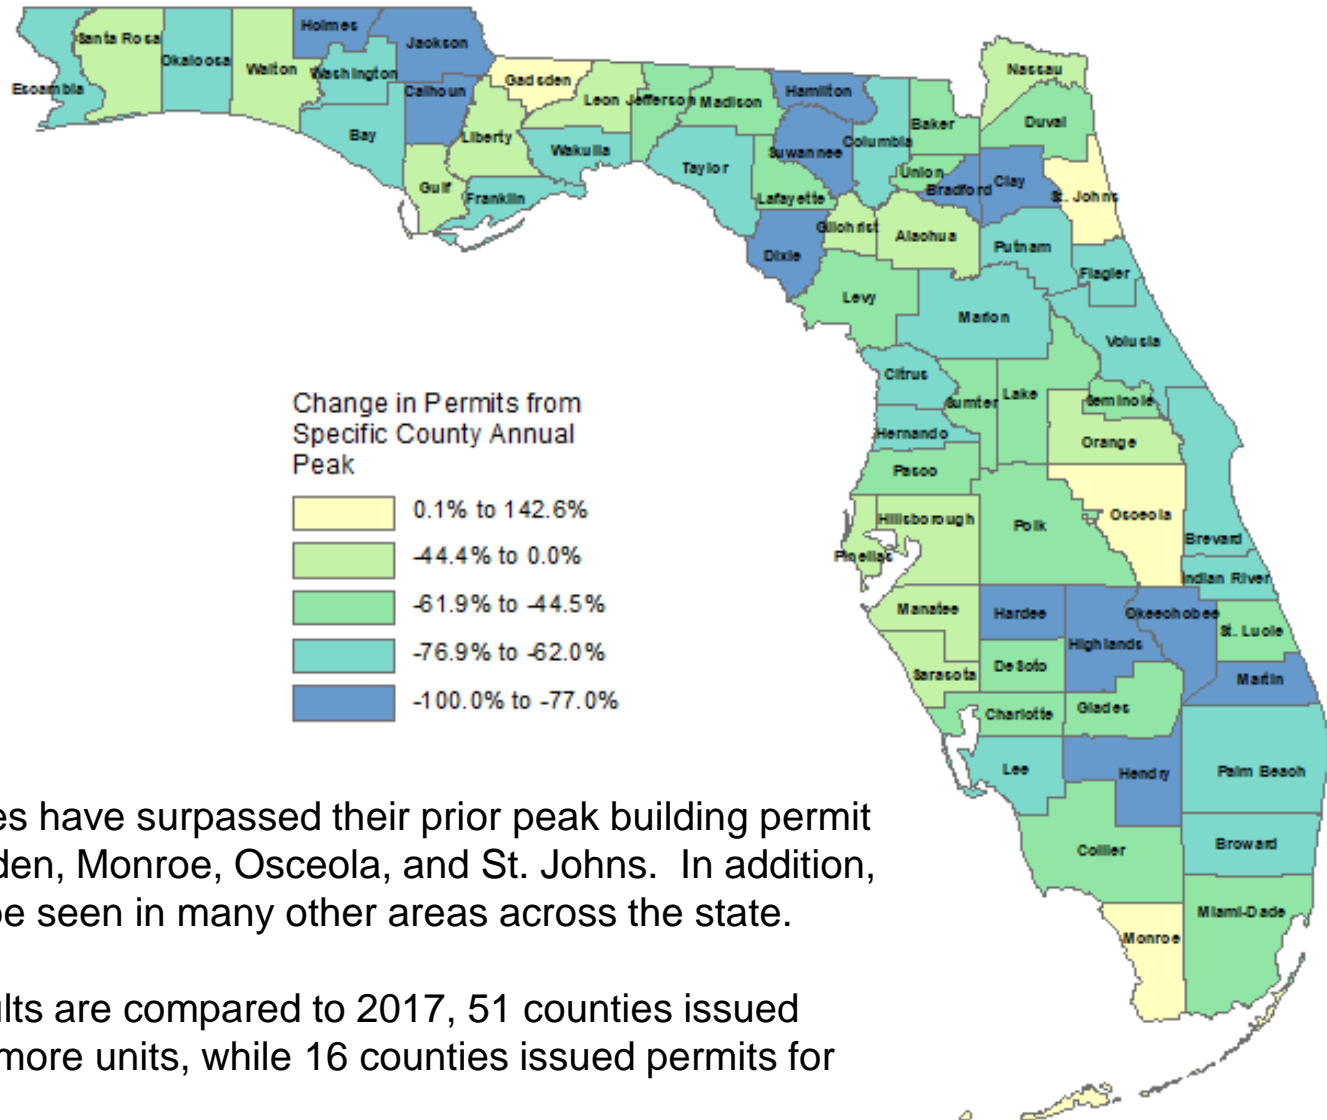 Holmes
Jackson
Santa Rosa
Okaloosa
Walton
Washington
Escambia
Calhoun
Gadsden
Leon
Jefferson
Madison
Hamilton
Nassau
Bay
Liberty
Wakulla
Taylor
Suwannee
Columbia
Baker
Duval
Gulf
Franklin
Lafayette
Union
Bradford
Clay
St. Johns
Dixie
Gilchrist
Alachua
Putnam
Flagler
Levy
Marion
Volusia
Citrus
Sumter
Lake
Seminole
Hernando
Orange
Pasco
Hillsborough
Polk
Osceola
Brevard
Pinellas
Indian River
Manatee
Hardee
Highlands
Okeechobee
St. Lucie
Sarasota
DeSoto
Martin
Charlotte
Glades
Lee
Hendry
Palm Beach
Collier
Broward
Miami-Dade
Monroe
Change in Permits from
Specific County Annual
Peak
0.1% to 142.6%
-44.4% to 0.0%
-61.9% to -44.5%
-76.9% to -62.0%
-100.0% to -77.0%
es have surpassed their prior peak building permit
den, Monroe, Osceola, and St. Johns.  In addition,
be seen in many other areas across the state.
ults are compared to 2017, 51 counties issued
more units, while 16 counties issued permits for